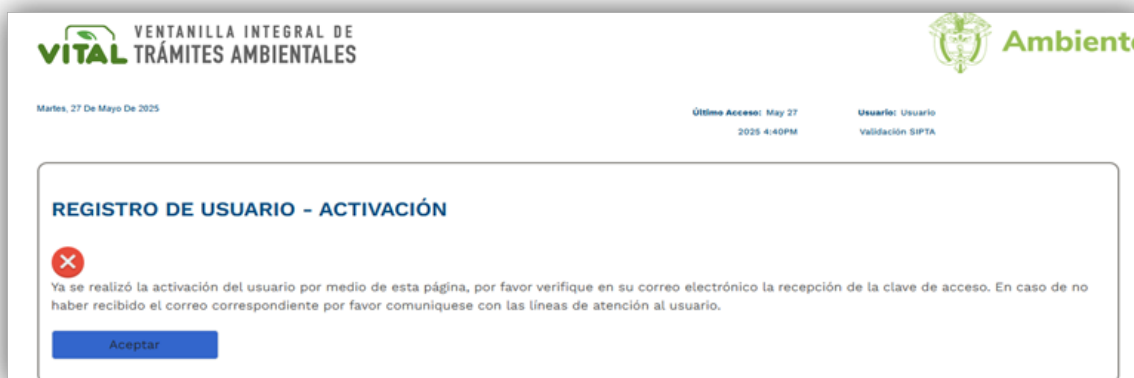 VITAL VENTANILLA INTEGRAL DE
TRÁMITES AMBIENTALES
Ambiente
Martes, 27 De Mayo De 2025
Último Acceso: May 27
2025 4:40PM
Usuario: Usuario
Validación SIPTA
REGISTRO DE USUARIO - ACTIVACIÓN
Ya se realizó la activación del usuario por medio de esta página, por favor verifique en su correo electrónico la recepción de la clave de acceso. En caso de no
haber recibido el correo correspondiente por favor comuniquese con las líneas de atención al usuario.
Aceptar